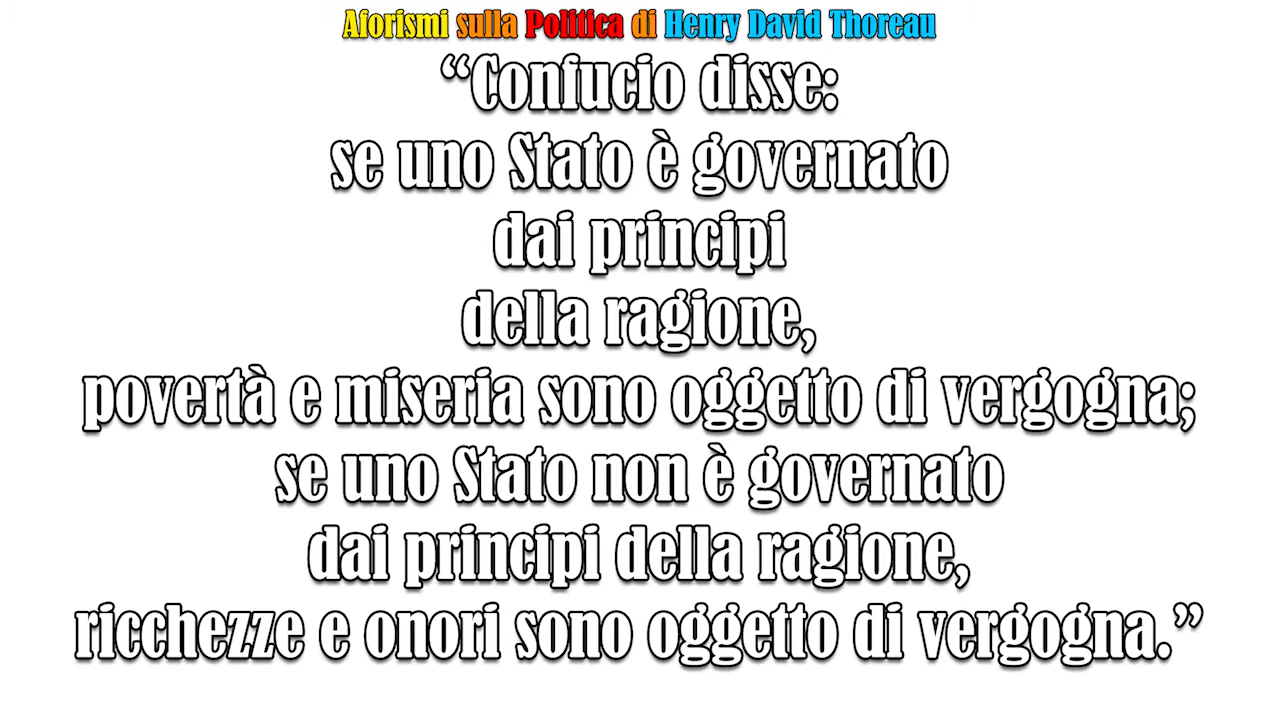 Aforismi sulla Politica di Henry David Thoreau
“Confucio disse:
se uno Stato è governato
dai principi
della ragione,
povertà e miseria sono oggetto di vergogna;
se uno Stato non è governato
dai principi della ragione,
ricchezze e onori sono oggetto di vergogna.”